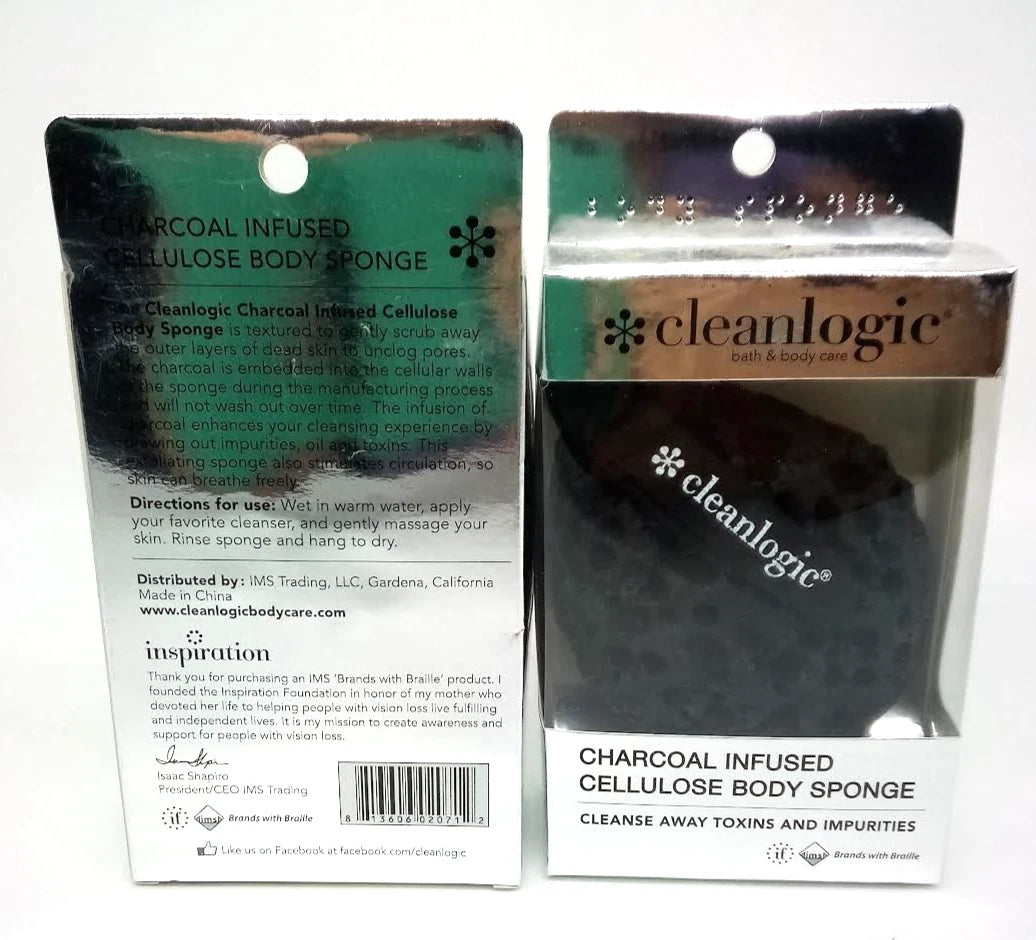 CHARCOAL INFUSED
CELLULOSE BODY SPONGE
The Cleanlogic Charcoal Infused Cellulose
Body Sponge is textured to gently scrub away
the outer layers of dead skin to unclog pores.
The charcoal is embedded into the cellular walls
of the sponge during the manufacturing process
and will not wash out over time. The infusion of
charcoal enhances your cleansing experience by
drawing out impurities, oil and toxins. This
exfoliating sponge also stimulates circulation, so
skin can breathe freely.
Directions for use: Wet in warm water, apply
your favorite cleanser, and gently massage your
skin. Rinse sponge and hang to dry.
Distributed by: IMS Trading, LLC, Gardena, California
Made in China
www.cleanlogicbodycare.com
inspiration
Thank you for purchasing an IMS 'Brands with Braille' product. I
founded the Inspiration Foundation in honor of my mother who
devoted her life to helping people with vision loss live fulfilling
and independent lives. It is my mission to create awareness and
support for people with vision loss.
Isaac Shapiro
President/CEO IMS Trading
if ims Brands with Braille
8 13606 02071 2
Like us on Facebook at facebook.com/cleanlogic
cleanlogic®
bath & body care
cleanlogic®
CHARCOAL INFUSED
CELLULOSE BODY SPONGE
CLEANSE AWAY TOXINS AND IMPURITIES
if ims Brands with Braille